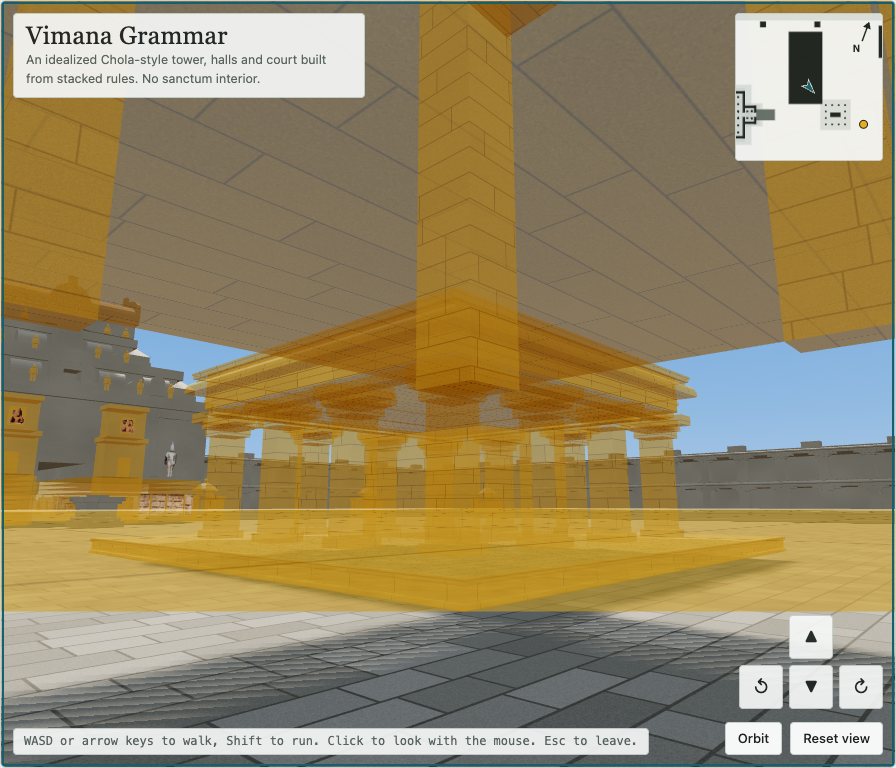 Vimana Grammar
An idealized Chola-style tower, halls and court built
from stacked rules. No sanctum interior.
N
WASD or arrow keys to walk, Shift to run. Click to look with the mouse. Esc to leave.
Orbit
Reset view